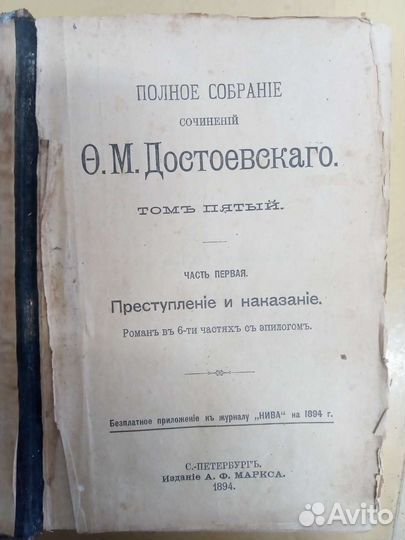 ПОЛНОЕ СОБРАНІЕ
СОЧИНЕНІЙ
Ѳ. М. Достоевскаго.
ТОМЪ ПЯТЫЙ.
ЧАСТЬ ПЕРВАЯ.
Преступленіе и наказаніе.
Романъ въ 6-ти частяхъ съ эпилогомъ.
Безплатное приложеніе къ журналу „НИВА“ на 1894 г.
С.-ПЕТЕРБУРГЪ.
Изданіе А. Ф. МАРКСА.
1894.
Avito